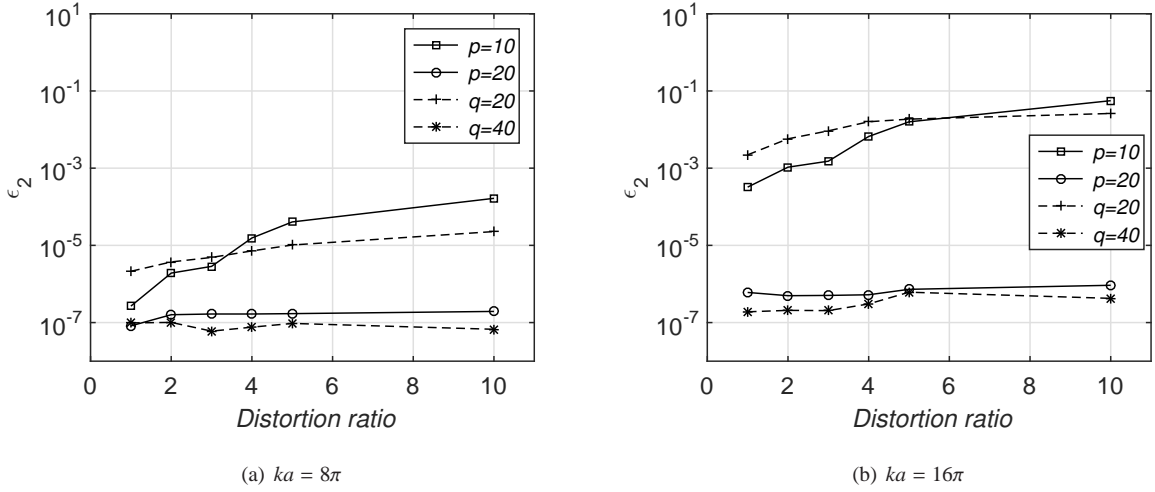 10^1
10^-1
10^-3
10^-5
10^-7
ϵ_2
0 2 4 6 8 10
Distortion ratio
p=10
p=20
q=20
q=40
(a) ka = 8π
10^1
10^-1
10^-3
10^-5
10^-7
ϵ_2
0 2 4 6 8 10
Distortion ratio
p=10
p=20
q=20
q=40
(b) ka = 16π